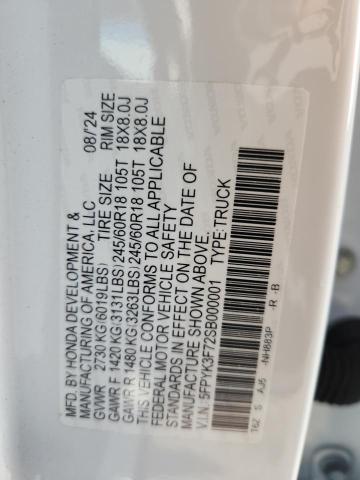 MFD. BY HONDA DEVELOPMENT &
MANUFACTURING OF AMERICA, LLC 08/'24
GVWR 2730 KG(6019LBS) TIRE SIZE RIM SIZE
GAWR F 1420 KG(3131LBS)245/60R18 105T 18X8.0J
GAWR R 1480 KG(3263LBS)245/60R18 105T 18X8.0J
THIS VEHICLE CONFORMS TO ALL APPLICABLE
FEDERAL MOTOR VEHICLE SAFETY
STANDARDS IN EFFECT ON THE DATE OF
MANUFACTURE SHOWN ABOVE.
V.I.N. 5FPYK3F72SB000001 TYPE:TRUCK
T6Z S AJ5 -NH883P -R -B